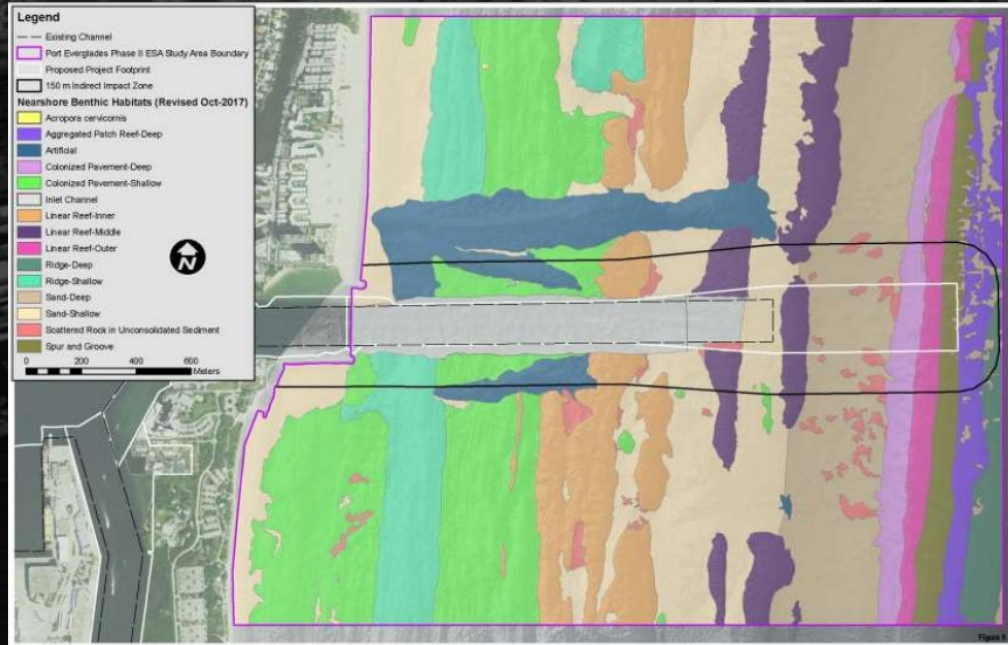 Legend
Existing Channel
Port Everglades Phase II ESA Study Area Boundary
Proposed Project Footprint
150 m Indirect Impact Zone
Nearshore Benthic Habitats (Revised Oct-2017)
Acropora cervicornis
Aggregated Patch Reef-Deep
Artificial
Colonized Pavement-Deep
Colonized Pavement-Shallow
Inlet Channel
Linear Reef-Inner
Linear Reef-Middle
Linear Reef-Outer
Ridge-Deep
Ridge-Shallow
Sand-Deep
Sand-Shallow
Scattered Rock in Unconsolidated Sediment
Spur and Groove
N
0 200 400 600
Meters